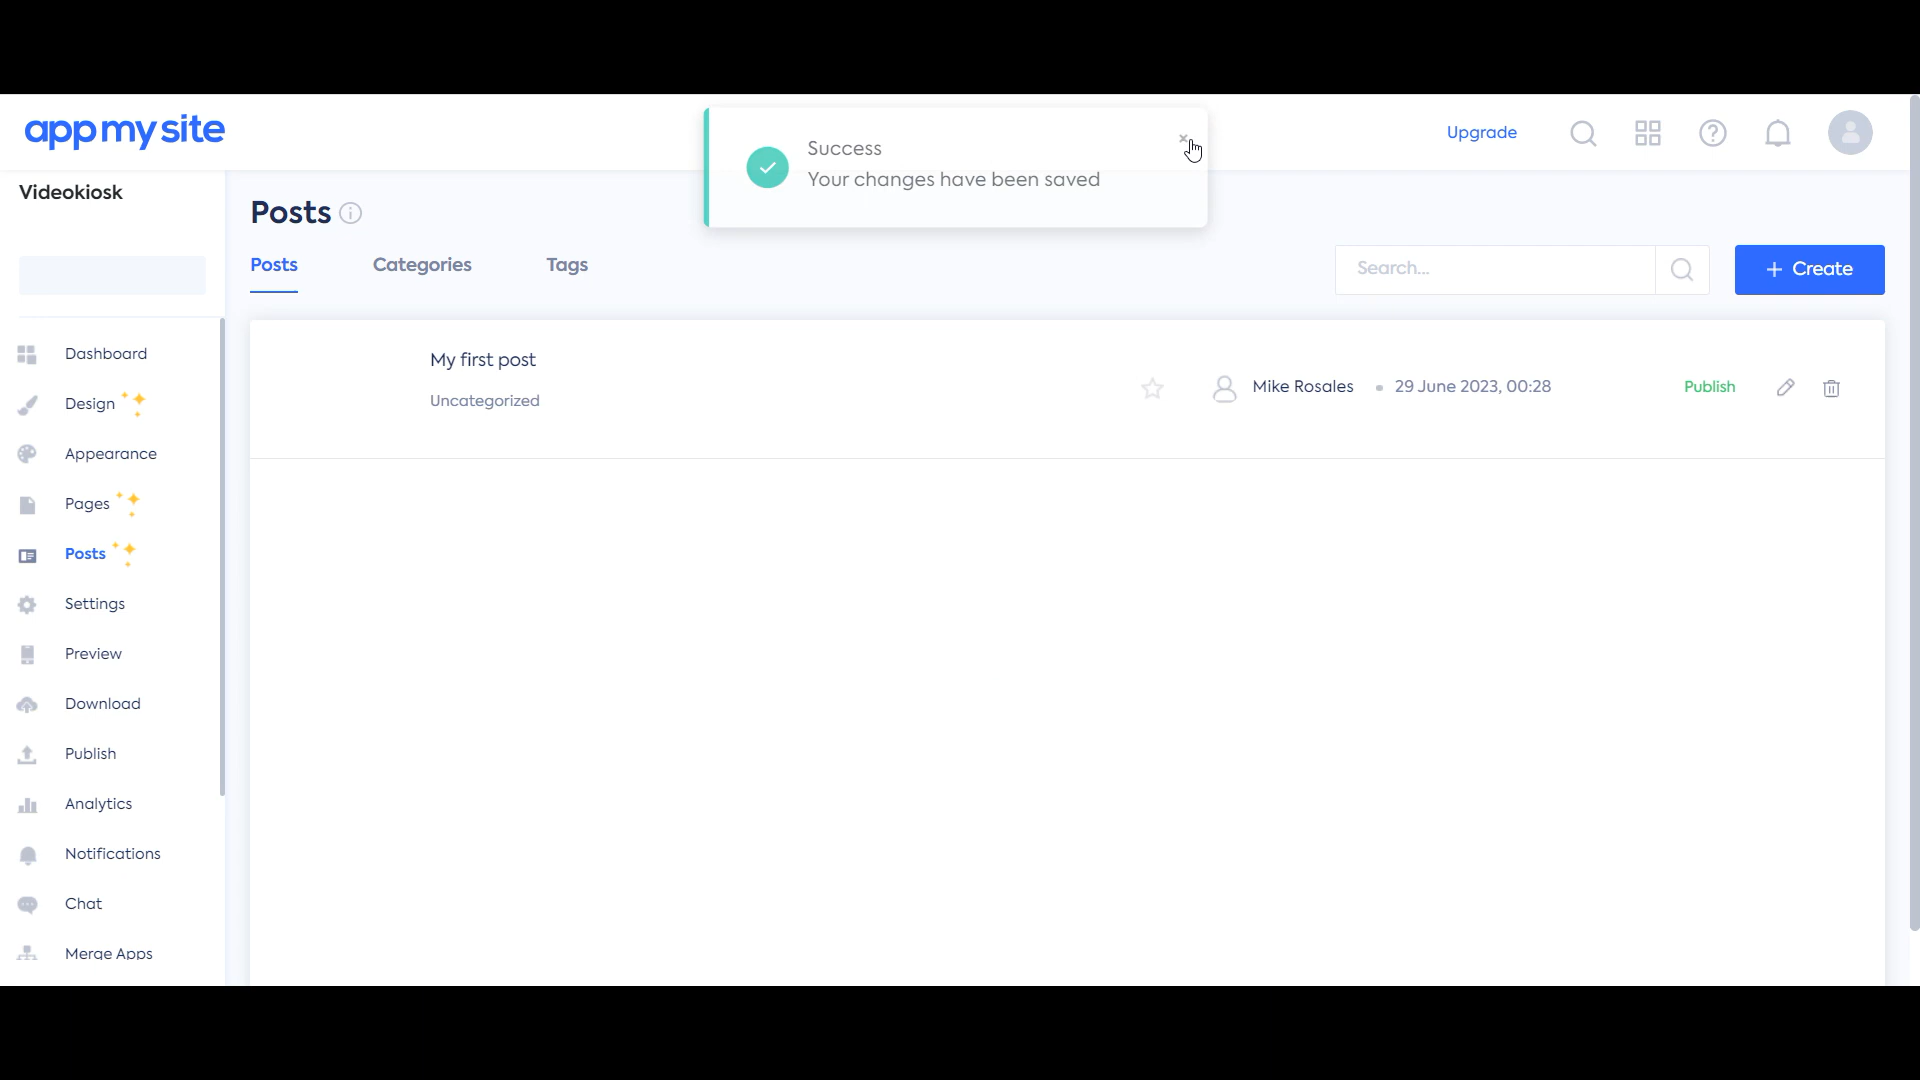 appmysite
Success
Your changes have been saved
Upgrade
Videokiosk
Posts
Posts
Categories
Tags
Search...
+ Create
Dashboard
Design
Appearance
Pages
Posts
Settings
Preview
Download
Publish
Analytics
Notifications
Chat
Merge Apps
My first post
Uncategorized
Mike Rosales • 29 June 2023, 00:28
Publish